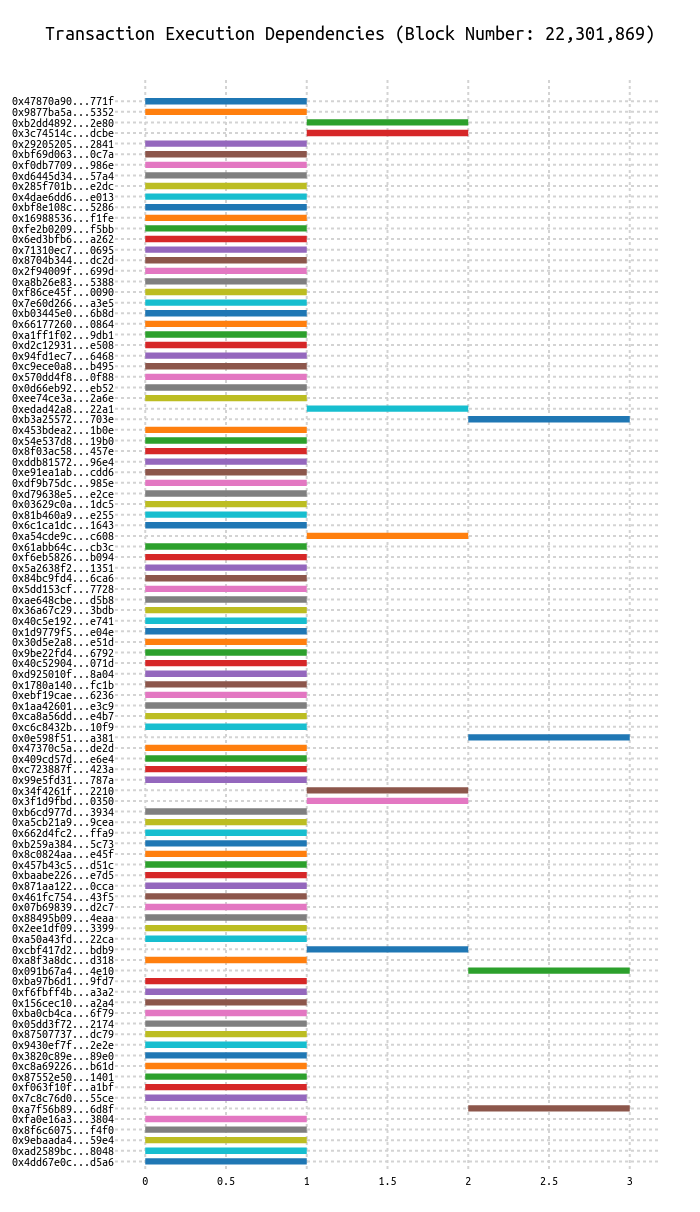 Transaction Execution Dependencies (Block Number: 22,301,869)
0x47870a90...771f
0x9877ba5a...5352
0xb2dd4892...2e80
0x3c74514c...dcbe
0x29205205...2841
0xbf69d063...0c7a
0xf0db7709...986e
0xd6445d34...57a4
0x285f701b...e2dc
0x4dae6dd6...e013
0xbf8e108c...5286
0x16988536...f1fe
0xfe2b0209...f5bb
0x6ed3bfb6...a262
0x71310ec7...0695
0x8704b344...dc2d
0x2f94009f...699d
0xa8b26e83...5388
0xf86ce45f...0090
0x7e60d266...a3e5
0xb03445e0...6b8d
0x66177260...0864
0xa1ff1f02...9db1
0xd2c12931...e508
0x94fd1ec7...6468
0xc9ece0a8...b495
0x570dd4f8...0f88
0x0d66eb92...eb52
0xee74ce3a...2a6e
0xedad42a8...22a1
0xb3a25572...703e
0x453bdea2...1b0e
0x54e537d8...19b0
0x8f03ac58...457e
0xddb81572...96e4
0xe91ea1ab...cdd6
0xdf9b75dc...985e
0xd79638e5...e2ce
0x03629c0a...1dc5
0x81b460a9...e255
0x6c1ca1dc...1643
0xa54cde9c...c608
0x61abb64c...cb3c
0xf6eb5826...b094
0x5a2638f2...1351
0x84bc9fd4...6ca6
0x5dd153cf...7728
0xae648cbe...d5b8
0x36a67c29...3bdb
0x40c5e192...e741
0x1d9779f5...e04e
0x30d5e2a8...e51d
0x9be22fd4...6792
0x40c52904...071d
0xd925010f...8a04
0x1780a140...fc1b
0xebf19cae...6236
0x1aa42601...e3c9
0xca8a56dd...e4b7
0xc6c8432b...10f9
0x0e598f51...a381
0x47370c5a...de2d
0x409cd57d...e6e4
0xc723887f...423a
0x99e5fd31...787a
0x34f4261f...2210
0x3f1d9fbd...0350
0xb6cd977d...3934
0xa5cb21a9...9cea
0x662d4fc2...ffa9
0xb259a384...5c73
0x8c0824aa...e45f
0x457b43c5...d51c
0xbaabe226...e7d5
0x871aa122...0cca
0x461fc754...43f5
0x07b69839...d2c7
0x88495b09...4eaa
0x2ee1df09...3399
0xa50a43fd...22ca
0xcbf417d2...bdb9
0xa8f3a8dc...d318
0x091b67a4...4e10
0xba97b6d1...9fd7
0xf6fbff4b...a3a2
0x156cec10...a2a4
0xba0cb4ca...6f79
0x05dd3f72...2174
0x87507737...dc79
0x9430ef7f...2e2e
0x3820c89e...89e0
0xc8a69226...b61d
0x87552e50...1401
0xf063f10f...a1bf
0x7c8c76d0...55ce
0xa7f56b89...6d8f
0xfa0e16a3...3804
0x8f6c6075...f4f0
0x9ebaada4...59e4
0xad2589bc...8048
0x4dd67e0c...d5a6
0 0.5 1 1.5 2 2.5 3